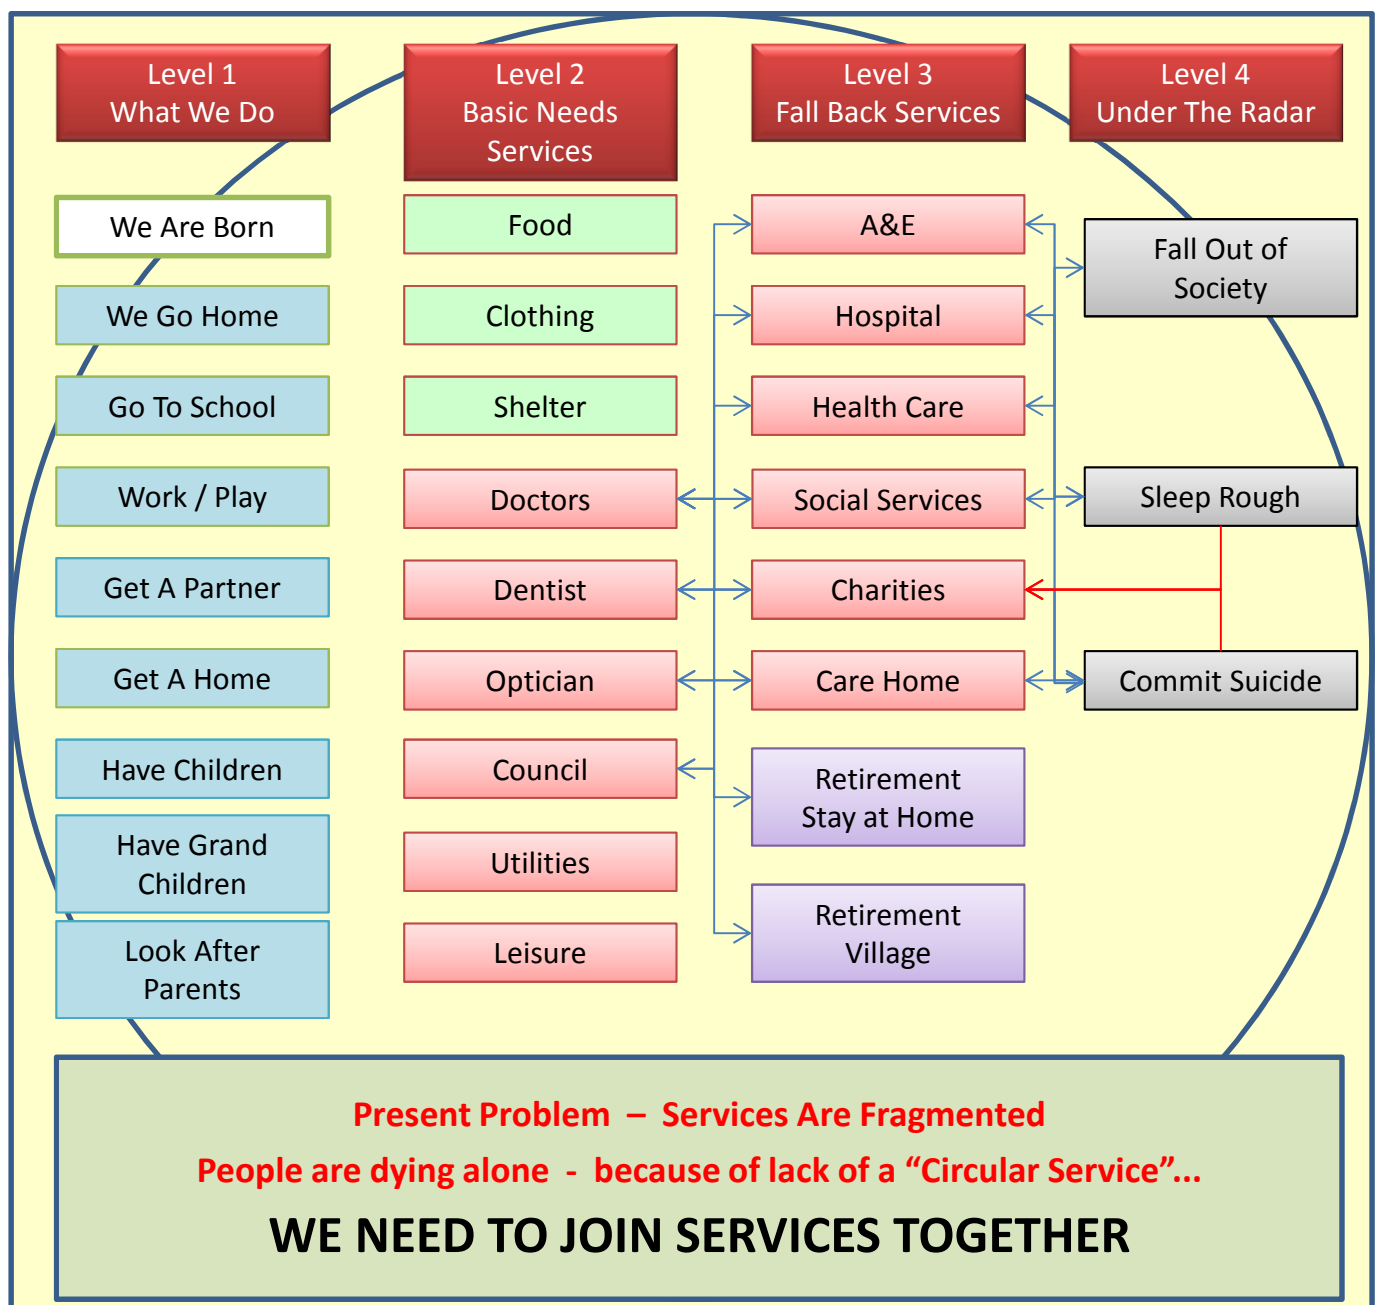 Level 1
What We Do
Level 2
Basic Needs
Services
Level 3
Fall Back Services
Level 4
Under The Radar
We Are Born
We Go Home
Go To School
Work / Play
Get A Partner
Get A Home
Have Children
Have Grand
Children
Look After
Parents
Food
Clothing
Shelter
Doctors
Dentist
Optician
Council
Utilities
Leisure
A&E
Hospital
Health Care
Social Services
Charities
Care Home
Retirement
Stay at Home
Retirement
Village
Fall Out of
Society
Sleep Rough
Commit Suicide
Present Problem – Services Are Fragmented
People are dying alone - because of lack of a “Circular Service”...
WE NEED TO JOIN SERVICES TOGETHER